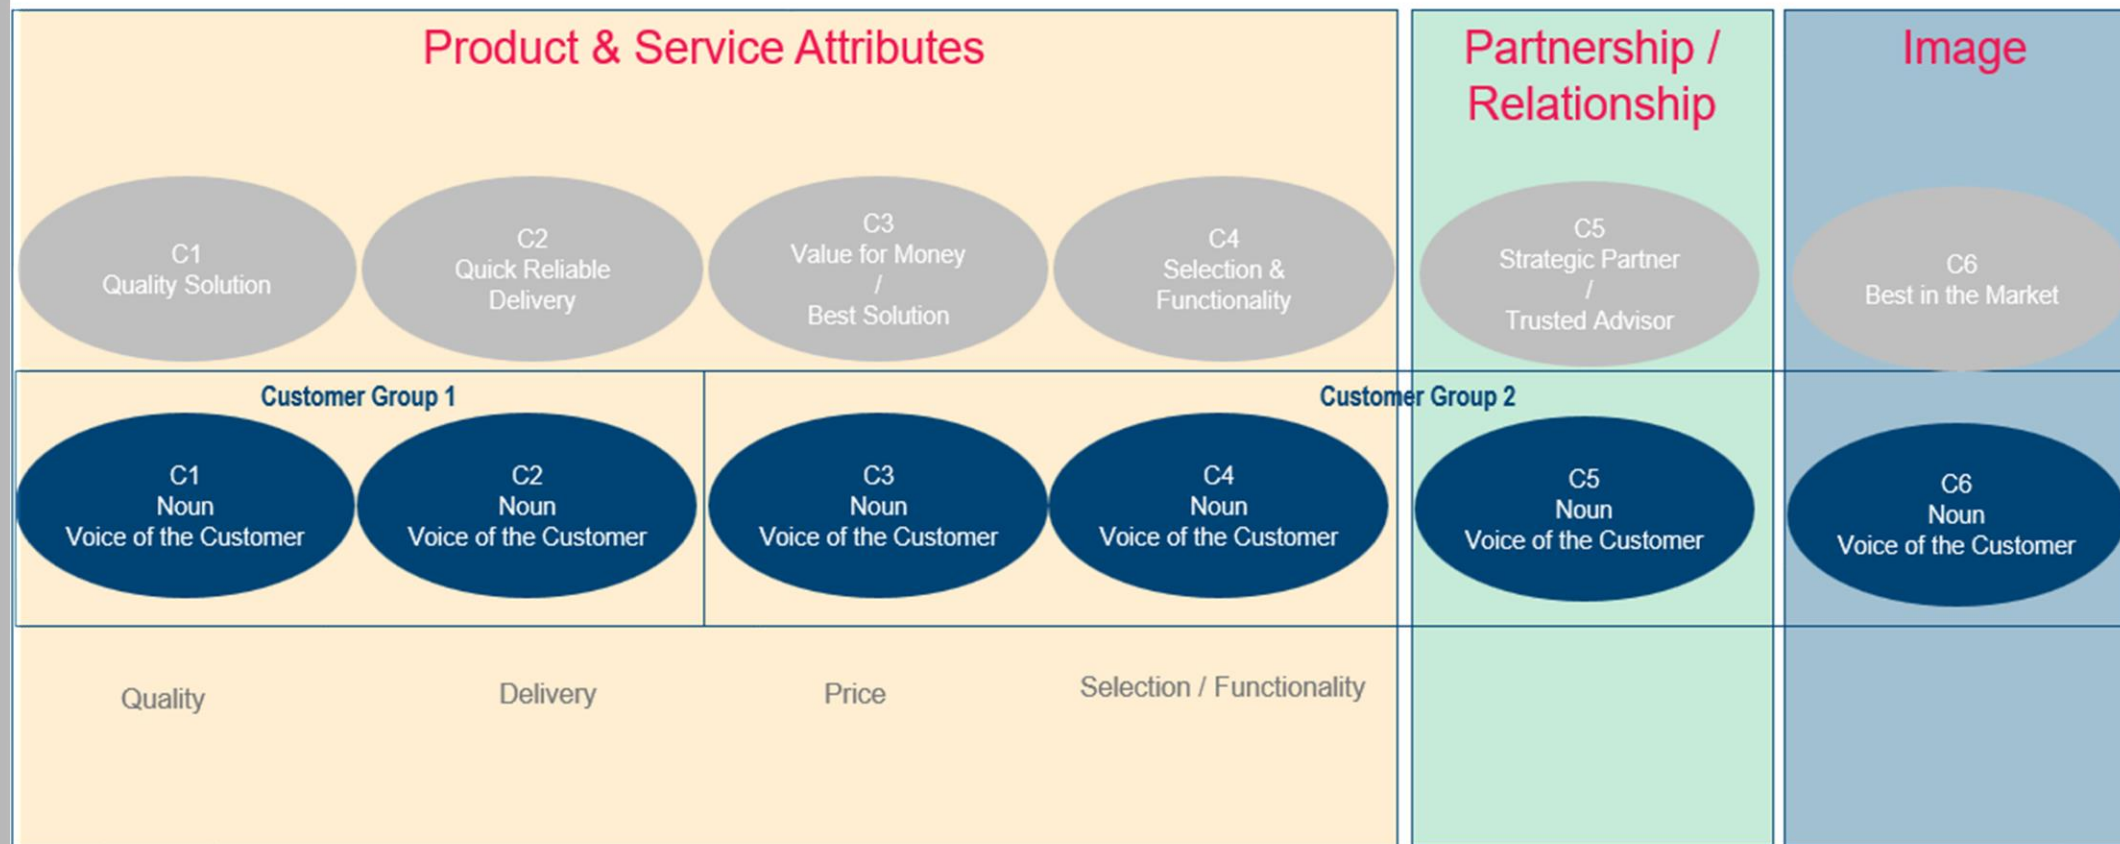 Product & Service Attributes
Partnership /
Relationship
Image
C1
Quality Solution
C2
Quick Reliable
Delivery
C3
Value for Money
/
Best Solution
C4
Selection &
Functionality
C5
Strategic Partner
/
Trusted Advisor
C6
Best in the Market
Customer Group 1
Customer Group 2
C1
Noun
Voice of the Customer
C2
Noun
Voice of the Customer
C3
Noun
Voice of the Customer
C4
Noun
Voice of the Customer
C5
Noun
Voice of the Customer
C6
Noun
Voice of the Customer
Quality
Delivery
Price
Selection / Functionality